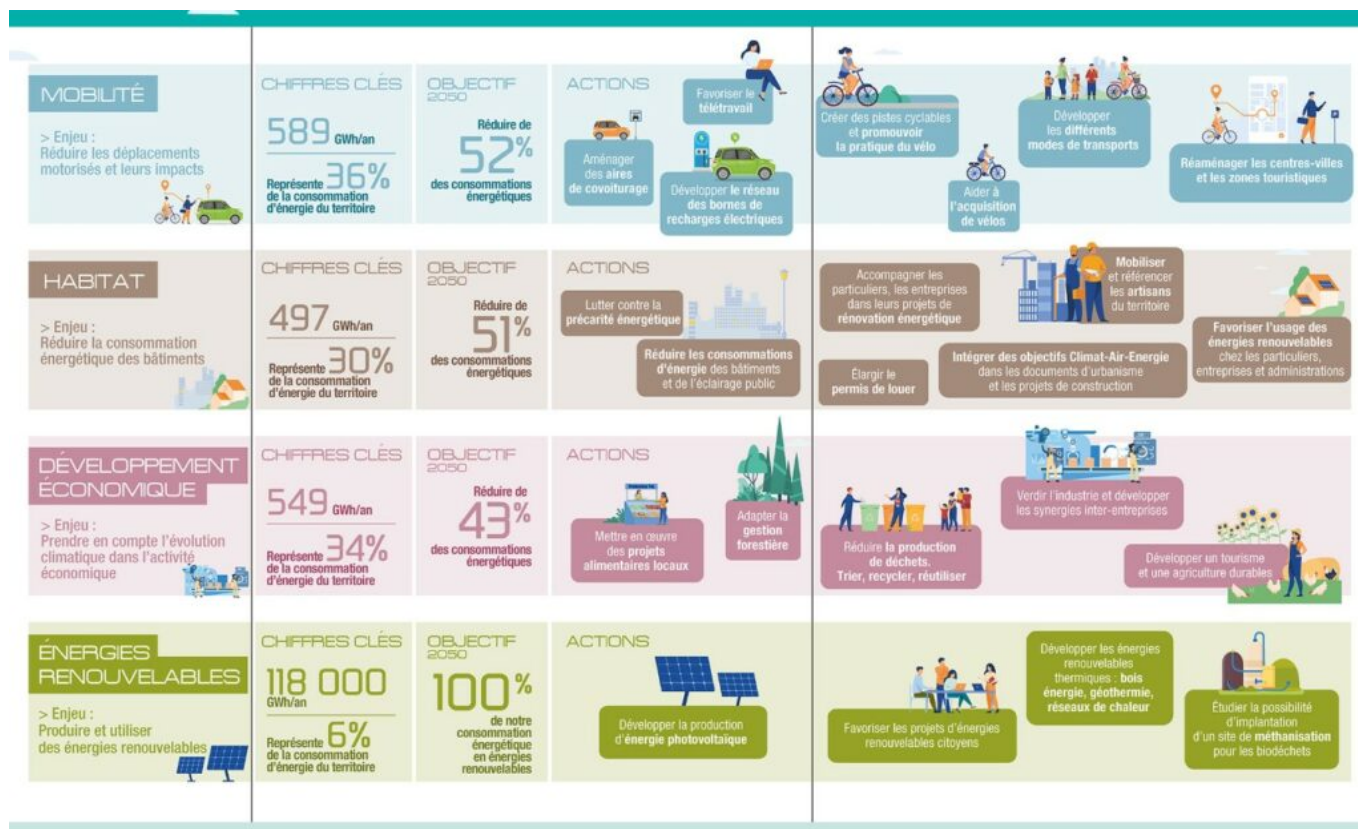 MOBILITÉ
> Enjeu :
Réduire les déplacements
motorisés et leurs impacts
CHIFFRES CLÉS
589 GWh/an
Représente 36%
de la consommation
d'énergie du territoire
OBJECTIF
2050
Réduire de
52%
des consommations
énergétiques
ACTIONS
Aménager
des aires
de covoiturage
Favoriser le
télétravail
Développer le réseau
des bornes de
recharges électriques
Créer des pistes cyclables
et promouvoir
la pratique du vélo
Aider à
l'acquisition
de vélos
Développer
les différents
modes de transports
Réaménager les centres-villes
et les zones touristiques
HABITAT
> Enjeu :
Réduire la consommation
énergétique des bâtiments
CHIFFRES CLÉS
497 GWh/an
Représente 30%
de la consommation
d'énergie du territoire
OBJECTIF
2050
Réduire de
51%
des consommations
énergétiques
ACTIONS
Lutter contre la
précarité énergétique
Réduire les consommations
d'énergie des bâtiments
et de l'éclairage public
Accompagner les
particuliers, les entreprises
dans leurs projets de
rénovation énergétique
Élargir le
permis de louer
Mobiliser
et référencer
les artisans
du territoire
Intégrer des objectifs Climat-Air-Energie
dans les documents d'urbanisme
et les projets de construction
Favoriser l'usage des
énergies renouvelables
chez les particuliers,
entreprises et administrations
DÉVELOPPEMENT
ÉCONOMIQUE
> Enjeu :
Prendre en compte l'évolution
climatique dans l'activité
économique
CHIFFRES CLÉS
549 GWh/an
Représente 34%
de la consommation
d'énergie du territoire
OBJECTIF
2050
Réduire de
43%
des consommations
énergétiques
ACTIONS
Mettre en œuvre
des projets
alimentaires locaux
Adapter la
gestion
forestière
Réduire la production
de déchets.
Trier, recycler, réutiliser
Verdir l'industrie et développer
les synergies inter-entreprises
Développer un tourisme
et une agriculture durables
ÉNERGIES
RENOUVELABLES
> Enjeu :
Produire et utiliser
des énergies renouvelables
CHIFFRES CLÉS
118 000
GWh/an
Représente 6%
de la consommation
d'énergie du territoire
OBJECTIF
2050
100%
de notre
consommation
énergétique
en énergies
renouvelables
ACTIONS
Développer la production
d'énergie photovoltaïque
Favoriser les projets d'énergies
renouvelables citoyens
Développer les énergies
renouvelables
thermiques : bois
énergie, géothermie,
réseaux de chaleur
Étudier la possibilité
d'implantation
d'un site de méthanisation
pour les biodéchets